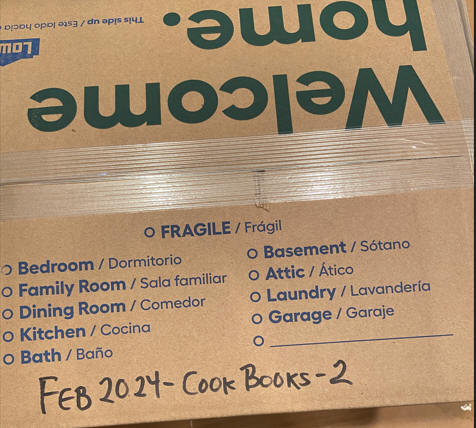 This side up / Este lado hacia
Low
Welcome
home.
FRAGILE / Frágil
Bedroom / Dormitorio
Family Room / Sala familiar
Dining Room / Comedor
Kitchen / Cocina
Bath / Baño
Basement / Sótano
Attic / Ático
Laundry / Lavandería
Garage / Garaje
FEB 2024 - COOK BOOKS - 2